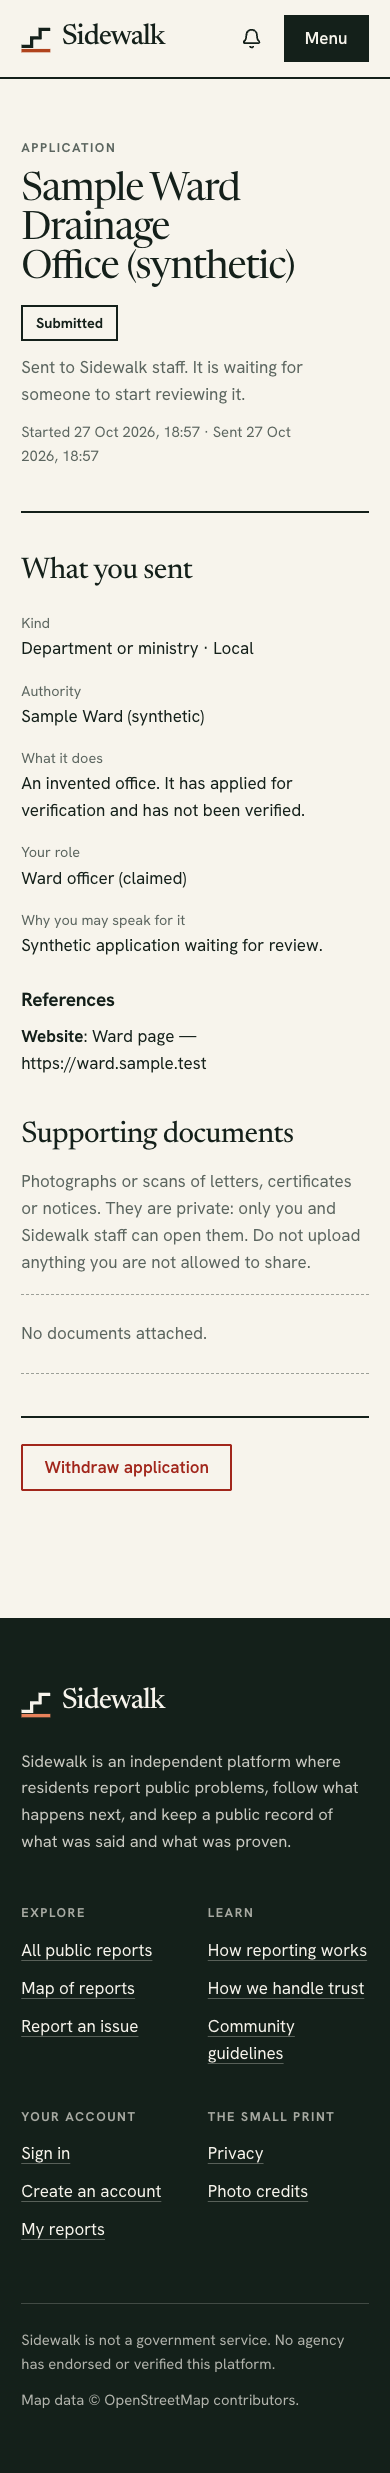 Sidewalk
Menu
APPLICATION
Sample Ward
Drainage
Office (synthetic)
Submitted
Sent to Sidewalk staff. It is waiting for
someone to start reviewing it.
Started 27 Oct 2026, 18:57 · Sent 27 Oct
2026, 18:57
What you sent
Kind
Department or ministry · Local
Authority
Sample Ward (synthetic)
What it does
An invented office. It has applied for
verification and has not been verified.
Your role
Ward officer (claimed)
Why you may speak for it
Synthetic application waiting for review.
References
Website: Ward page —
https://ward.sample.test
Supporting documents
Photographs or scans of letters, certificates
or notices. They are private: only you and
Sidewalk staff can open them. Do not upload
anything you are not allowed to share.
No documents attached.
Withdraw application
Sidewalk
Sidewalk is an independent platform where
residents report public problems, follow what
happens next, and keep a public record of
what was said and what was proven.
EXPLORE
All public reports
Map of reports
Report an issue
LEARN
How reporting works
How we handle trust
Community
guidelines
YOUR ACCOUNT
Sign in
Create an account
My reports
THE SMALL PRINT
Privacy
Photo credits
Sidewalk is not a government service. No agency
has endorsed or verified this platform.
Map data © OpenStreetMap contributors.